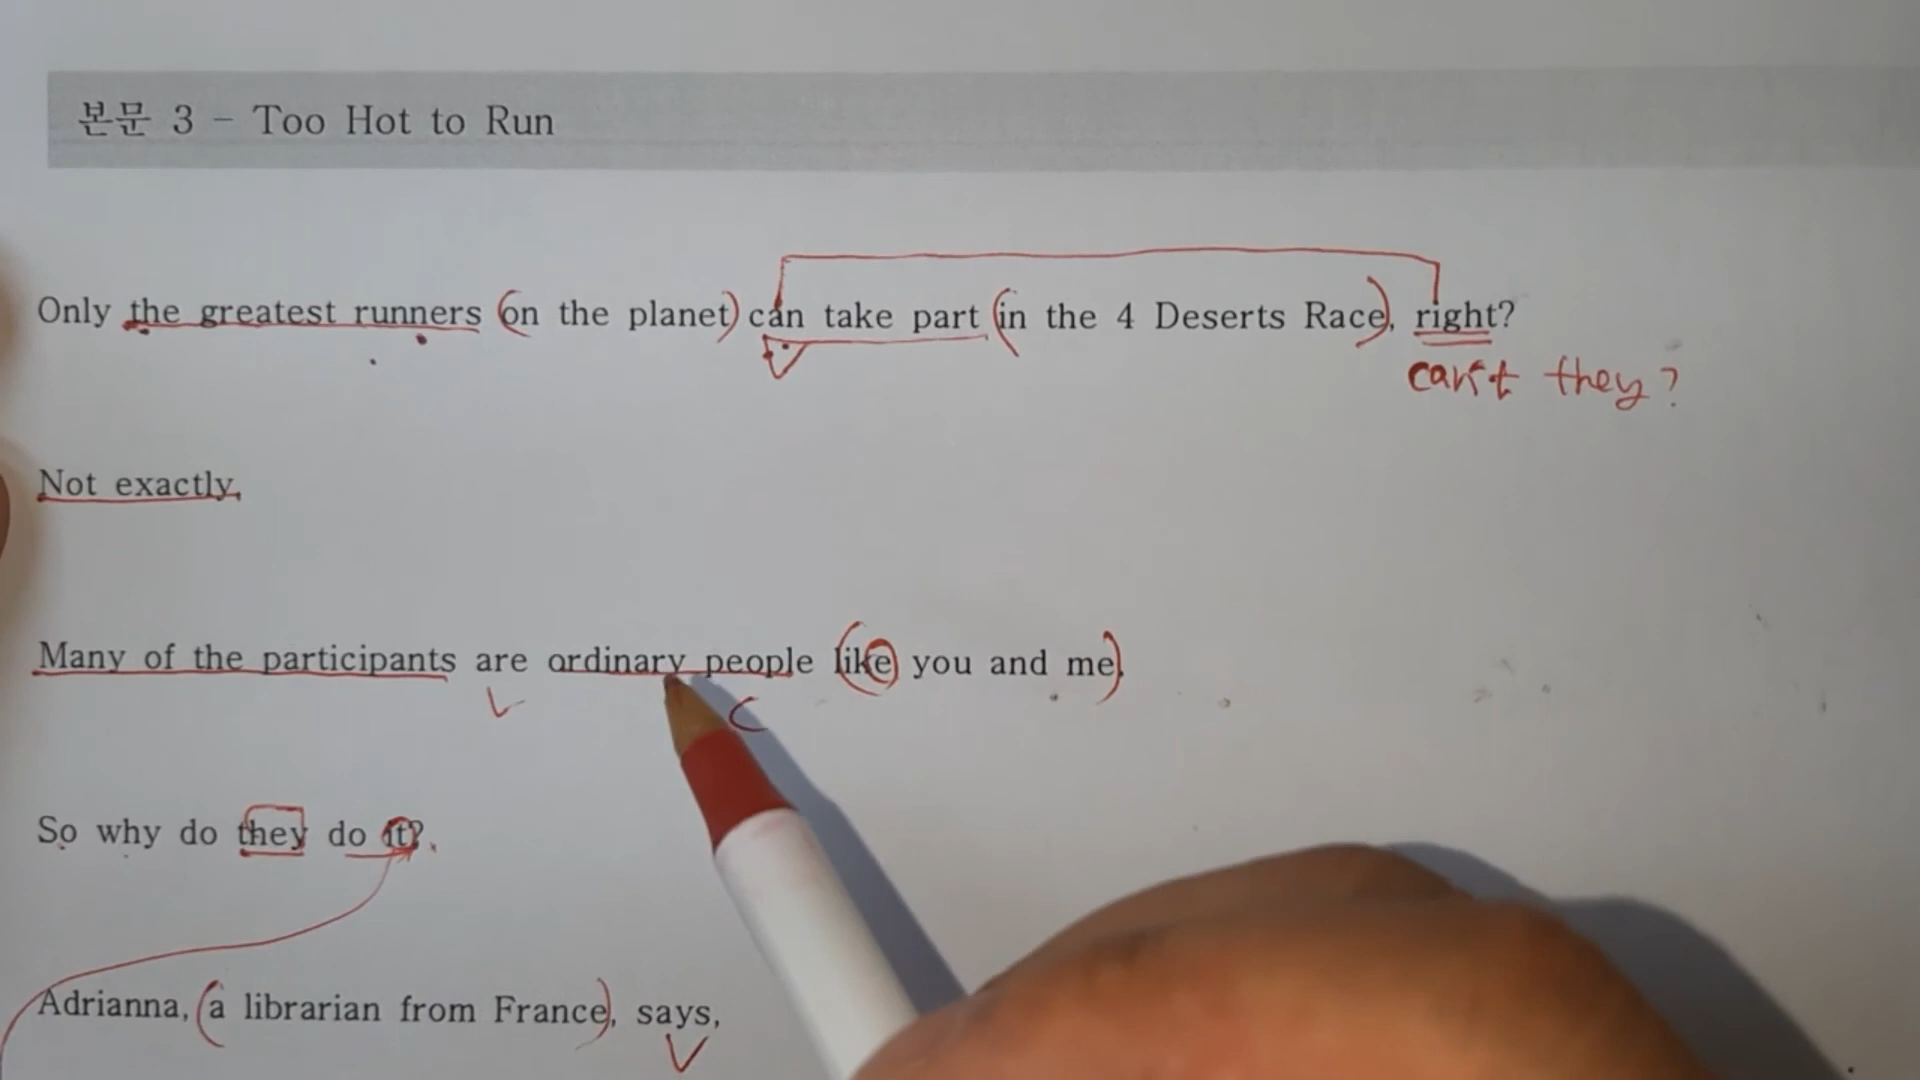 본문 3 - Too Hot to Run
Only the greatest runners (on the planet) can take part (in the 4 Deserts Race), right?
V
can't they?
Not exactly.
Many of the participants are ordinary people (like you and me).
V C
So why do they do it?
Adrianna, (a librarian from France), says,
V